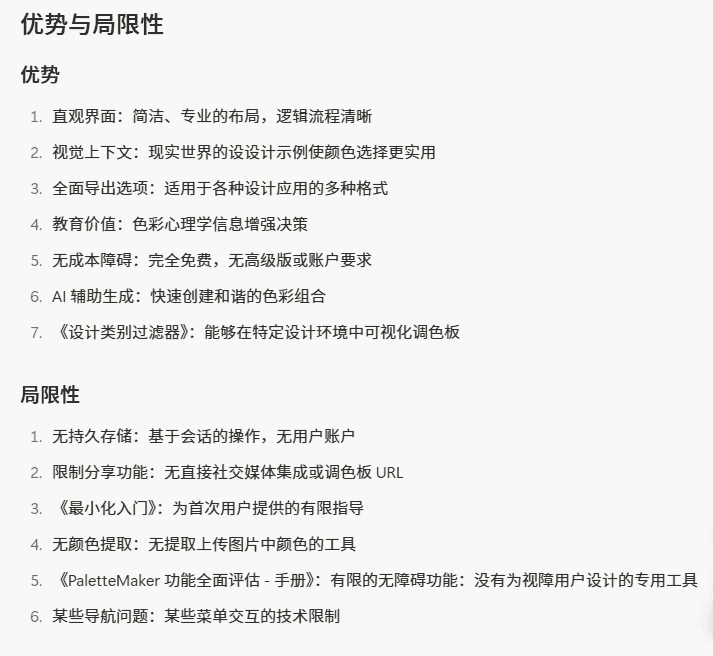 优势与局限性
优势
1. 直观界面：简洁、专业的布局，逻辑流程清晰
2. 视觉上下文：现实世界的设设计示例使颜色选择更实用
3. 全面导出选项：适用于各种设计应用的多种格式
4. 教育价值：色彩心理学信息增强决策
5. 无成本障碍：完全免费，无高级版或账户要求
6. AI 辅助生成：快速创建和谐的色彩组合
7. 《设计类别过滤器》：能够在特定设计环境中可视化调色板
局限性
1. 无持久存储：基于会话的操作，无用户账户
2. 限制分享功能：无直接社交媒体集成或调色板 URL
3. 《最小化入门》：为首次用户提供的有限指导
4. 无颜色提取：无提取上传图片中颜色的工具
5. 《PaletteMaker 功能全面评估 - 手册》：有限的无障碍功能：没有为视障用户设计的专用工具
6. 某些导航问题：某些菜单交互的技术限制